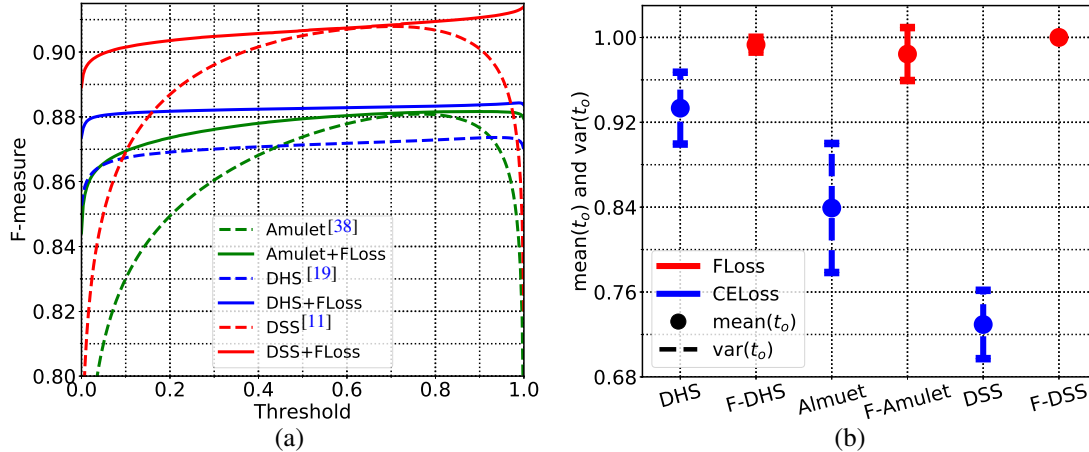 F-measure
0.90
0.88
0.86
0.84
0.82
0.80
0.0
0.2
0.4
0.6
0.8
1.0
Threshold
Amulet[38]
Amulet+FLoss
DHS [19]
DHS+FLoss
DSS[11]
DSS+FLoss
(a)
mean(t_o) and var(t_o)
1.00
0.92
0.84
0.76
0.68
FLoss
CELoss
mean(t_o)
var(t_o)
DHS
F-DHS
Almuet
F-Amulet
DSS
F-DSS
(b)